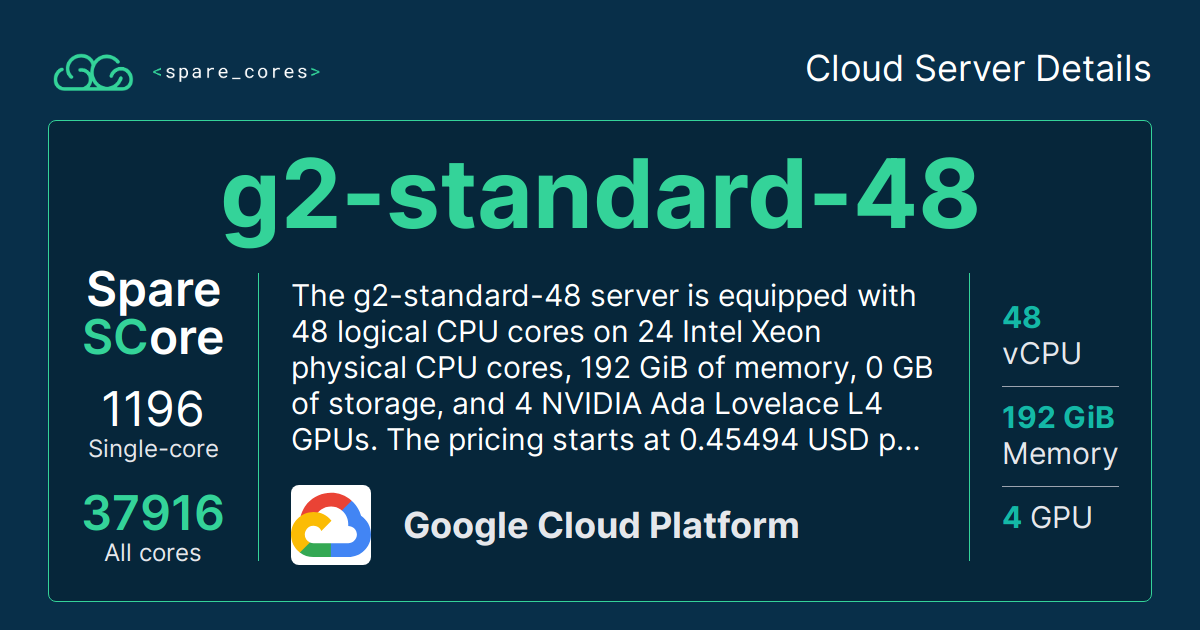 <spare_cores>
Cloud Server Details
g2-standard-48
Spare
SCore
1196
Single-core
37916
All cores
The g2-standard-48 server is equipped with
48 logical CPU cores on 24 Intel Xeon
physical CPU cores, 192 GiB of memory, 0 GB
of storage, and 4 NVIDIA Ada Lovelace L4
GPUs. The pricing starts at 0.45494 USD p...
Google Cloud Platform
48
vCPU
192 GiB
Memory
4 GPU